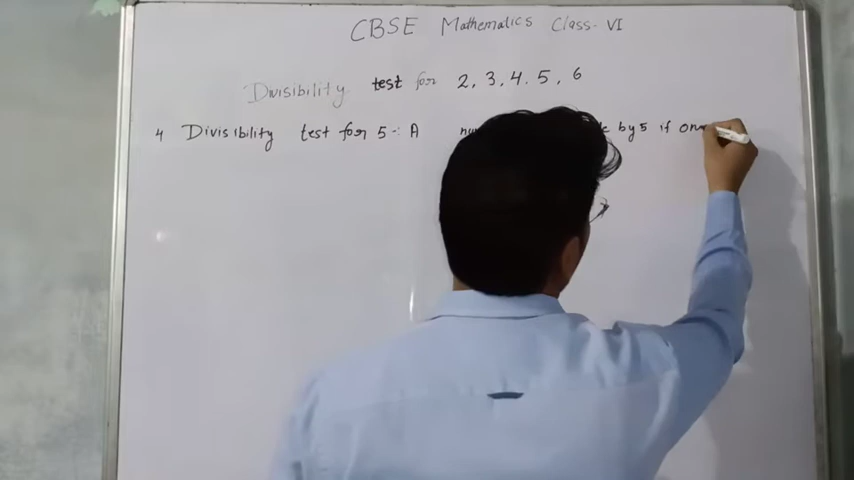 CBSE Mathematics Class- VI
Divisibility test for 2, 3, 4, 5, 6
4 Divisibility test for 5 :- A by 5 if